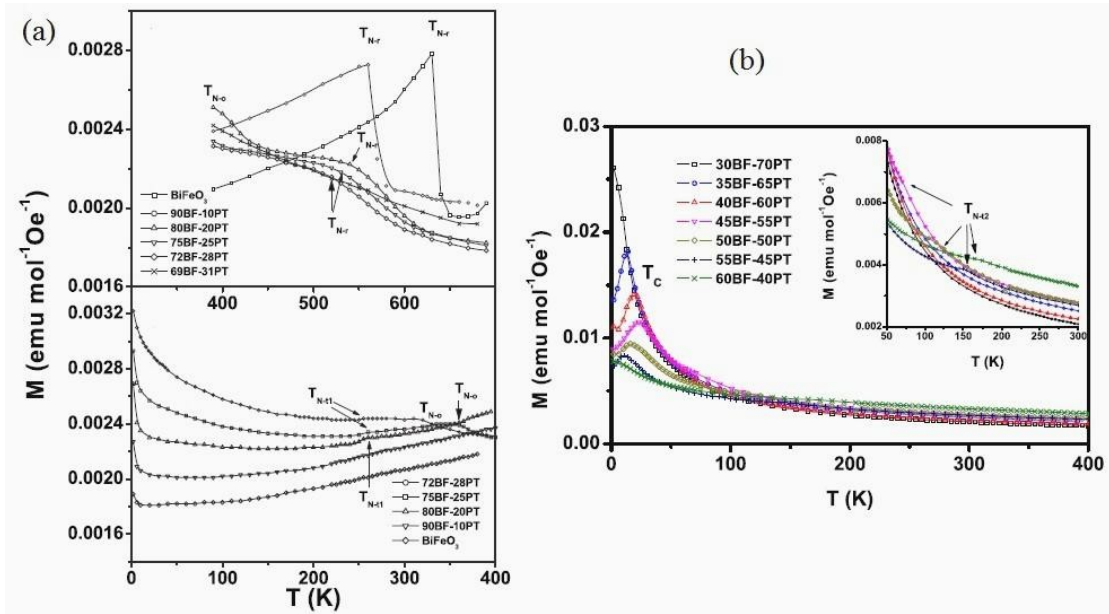 (a)
M (emu mol⁻¹Oe⁻¹)
0.0028
0.0024
0.0020
0.0016
T_N-o
T_N-r
T_N-r
T_N-r
T_N-r
BiFeO₃
90BF-10PT
80BF-20PT
75BF-25PT
72BF-28PT
69BF-31PT
400 500 600
0.0032
0.0028
0.0024
0.0020
0.0016
T_N-t1
T_N-o
T_N-o
T_N-t1
72BF-28PT
75BF-25PT
80BF-20PT
90BF-10PT
BiFeO₃
0 100 200 300 400
T (K)
(b)
M (emu mol⁻¹Oe⁻¹)
0.03
0.02
0.01
0.00
T_C
30BF-70PT
35BF-65PT
40BF-60PT
45BF-55PT
50BF-50PT
55BF-45PT
60BF-40PT
M (emu mol⁻¹Oe⁻¹)
0.008
0.006
0.004
0.002
T_N-t2
50 100 150 200 250 300
T (K)
0 100 200 300 400
T (K)